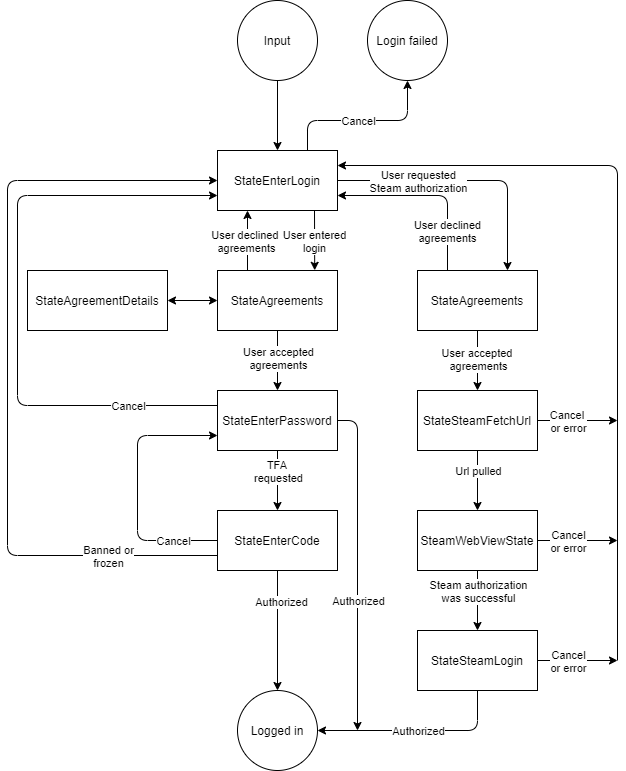 Input
Login failed
Cancel
StateEnterLogin
User requested
Steam authorization
User declined
agreements
User entered
login
User declined
agreements
StateAgreementDetails
StateAgreements
StateAgreements
User accepted
agreements
User accepted
agreements
Cancel
StateEnterPassword
StateSteamFetchUrl
Cancel
or error
TFA
requested
Url pulled
Cancel
StateEnterCode
SteamWebViewState
Cancel
or error
Banned or
frozen
Steam authorization
was successful
Authorized
Authorized
StateSteamLogin
Cancel
or error
Logged in
Authorized